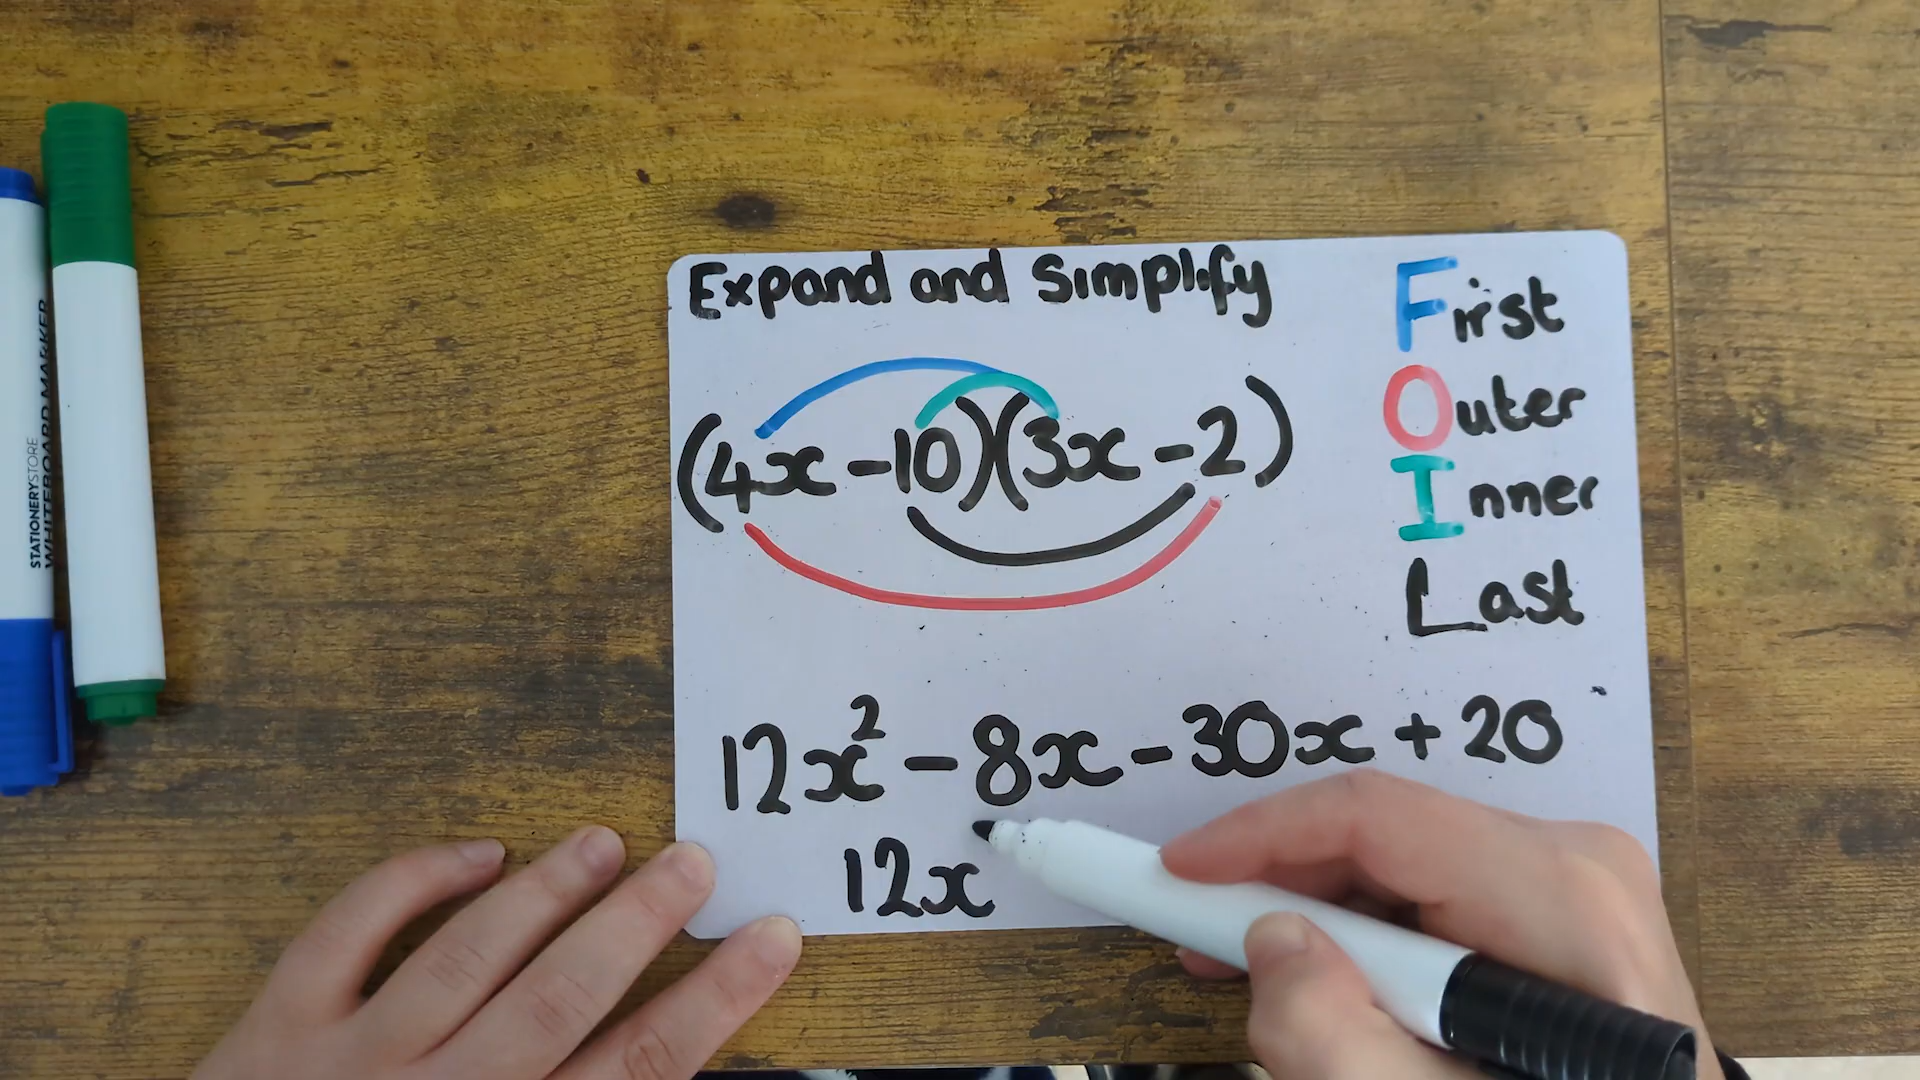 Expand and Simplify
First
Outer
Inner
Last
(4x -10)(3x -2)
12x² - 8x - 30x + 20
12x
STATIONERYSTORE
WHITEBOARD MARKER